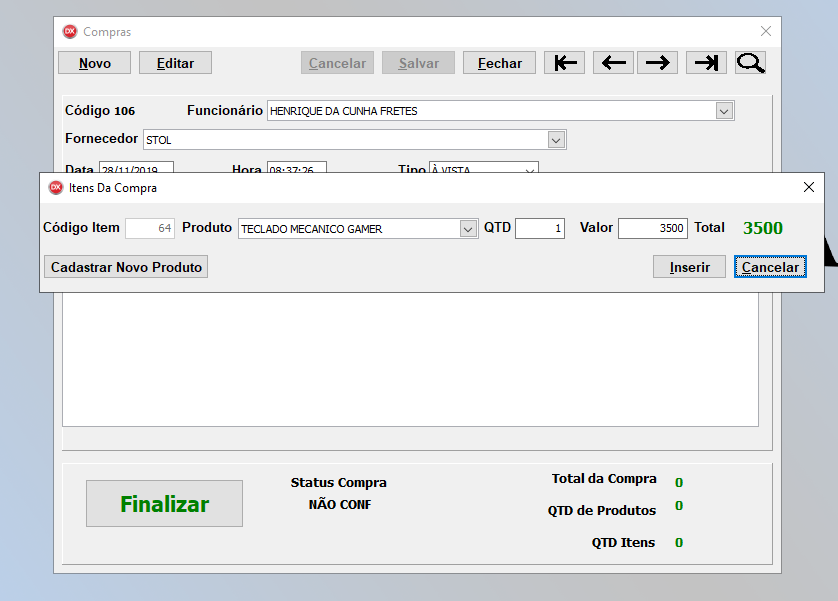 DX Compras
Novo Editar Cancelar Salvar Fechar
Código 106 Funcionário HENRIQUE DA CUNHA FRETES
Fornecedor STOL
Data 28/11/2019 Hora 08:37:26 Tipo À VISTA
DX Itens Da Compra
Código Item 64 Produto TECLADO MECANICO GAMER QTD 1 Valor 3500 Total 3500
Cadastrar Novo Produto Inserir Cancelar
Finalizar
Status Compra
NÃO CONF
Total da Compra 0
QTD de Produtos 0
QTD Itens 0